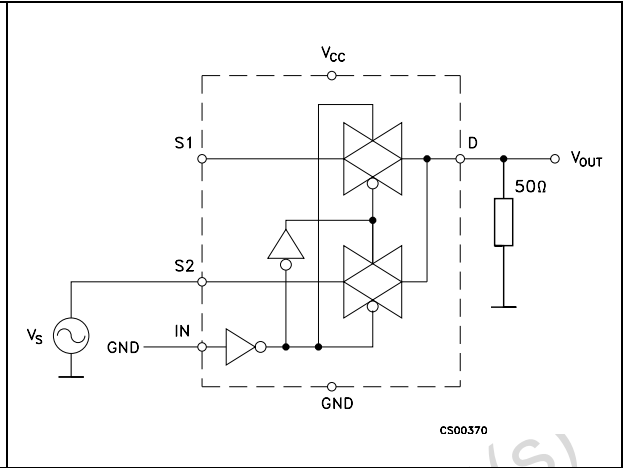 VCC
S1
D
VOUT
50Ω
S2
IN
VS
GND
GND
CS00370
(S)